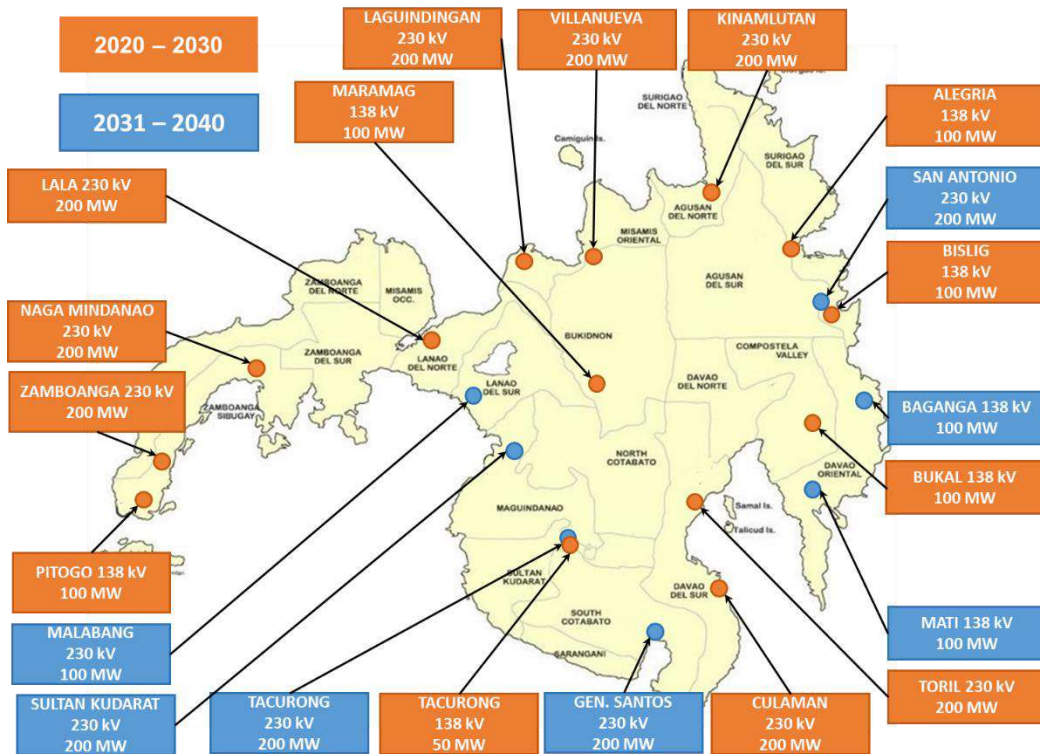 2020 – 2030
2031 – 2040
LAGUINDINGAN
230 kV
200 MW
VILLANUEVA
230 kV
200 MW
KINAMLUTAN
230 kV
200 MW
MARAMAG
138 kV
100 MW
ALEGRIA
138 kV
100 MW
SAN ANTONIO
230 kV
200 MW
BISLIG
138 kV
100 MW
LALA 230 kV
200 MW
NAGA MINDANAO
230 kV
200 MW
ZAMBOANGA 230 kV
200 MW
PITOGO 138 kV
100 MW
MALABANG
230 kV
100 MW
SULTAN KUDARAT
230 kV
200 MW
TACURONG
230 kV
200 MW
TACURONG
138 kV
50 MW
GEN. SANTOS
230 kV
200 MW
CULAMAN
230 kV
200 MW
TORIL 230 kV
200 MW
MATI 138 kV
100 MW
BUKAL 138 kV
100 MW
BAGANGA 138 kV
100 MW
SURIGAO
DEL NORTE
Camiguin Is.
SURIGAO
DEL SUR
AGUSAN
DEL NORTE
MISAMIS
ORIENTAL
AGUSAN
DEL SUR
ZAMBOANGA
DEL NORTE
MISAMIS
OCC.
BUKIDNON
ZAMBOANGA
DEL SUR
LANAO
DEL NORTE
LANAO
DEL SUR
COMPOSTELA
VALLEY
DAVAO
DEL NORTE
ZAMBOANGA
SIBUGAY
NORTH
COTABATO
DAVAO
ORIENTAL
MAGUINDANAO
Samal Is.
Talicud Is.
SULTAN
KUDARAT
DAVAO
DEL SUR
SOUTH
COTABATO
SARANGANI